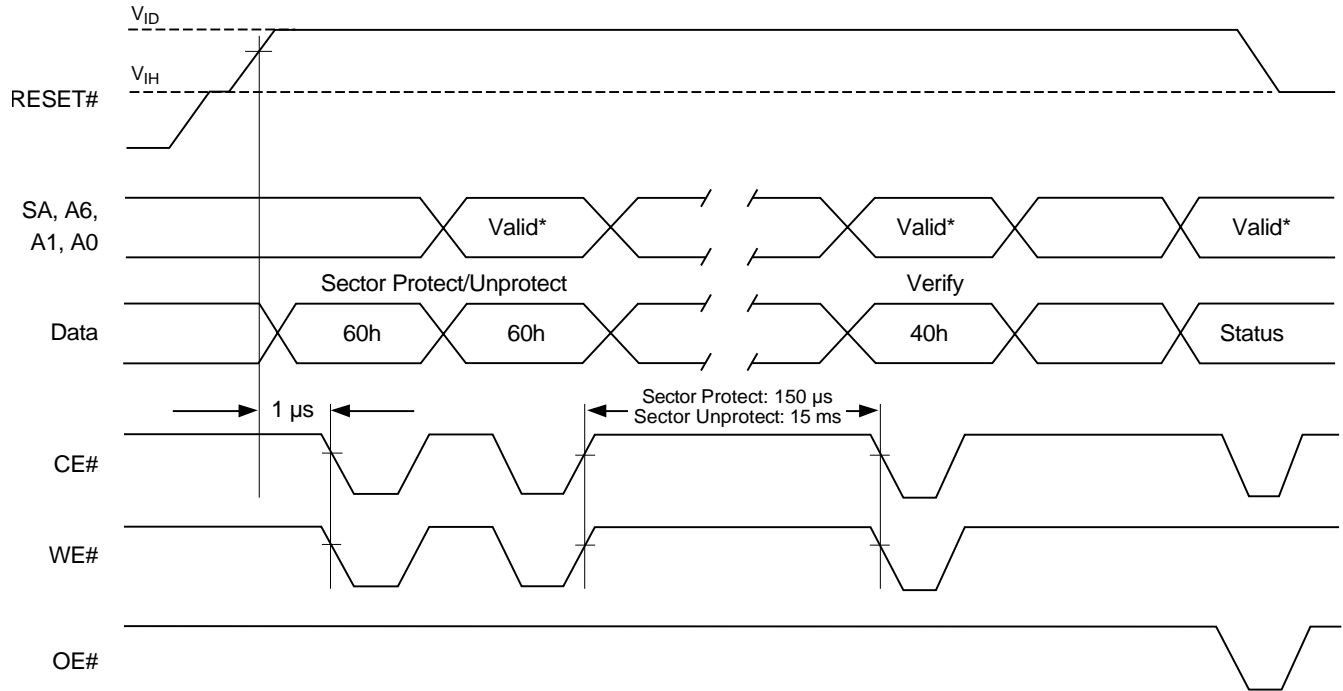 VID
VIH
RESET#
SA, A6,
A1, A0
Valid*
Valid*
Valid*
Sector Protect/Unprotect
Verify
Data
60h
60h
40h
Status
1 µs
Sector Protect: 150 µs
Sector Unprotect: 15 ms
CE#
WE#
OE#